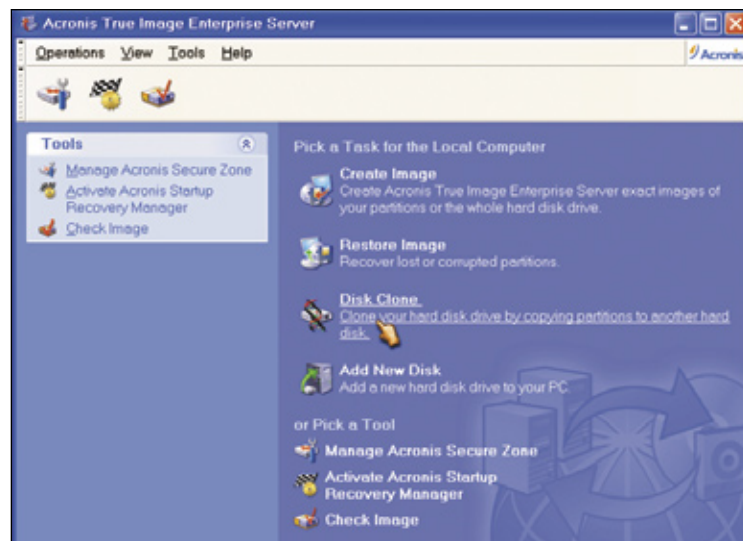 Acronis True Image Enterprise Server
Operations View Tools Help
Acronis
Tools
Manage Acronis Secure Zone
Activate Acronis Startup
Recovery Manager
Check Image
Pick a Task for the Local Computer
Create Image
Create Acronis True Image Enterprise Server exact images of
your partitions or the whole hard disk drive.
Restore Image
Recover lost or corrupted partitions.
Disk Clone
Clone your hard disk drive by copying partitions to another hard
disk.
Add New Disk
Add a new hard disk drive to your PC.
or Pick a Tool
Manage Acronis Secure Zone
Activate Acronis Startup
Recovery Manager
Check Image